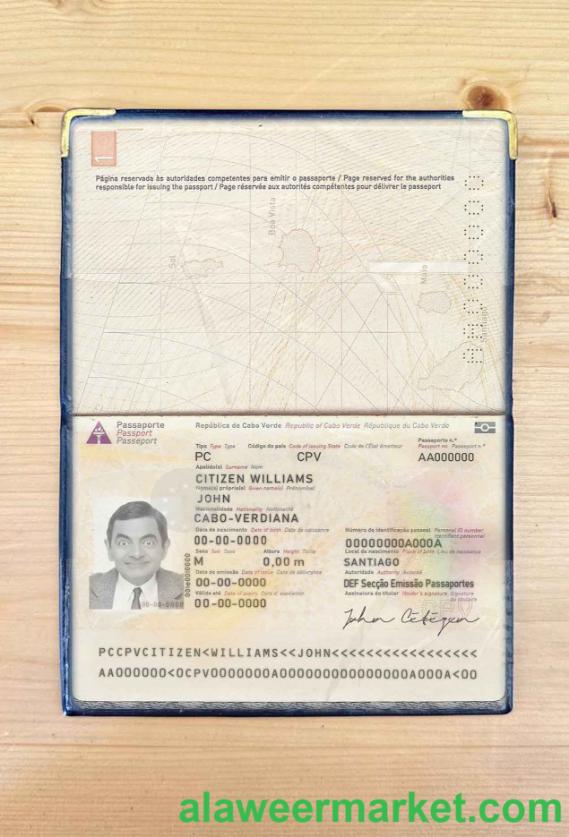 1
Página reservada às autoridades competentes para emitir o passaporte / Page reserved for the authorities
responsible for issuing the passport / Page réservée aux autorités compétentes pour délivrer le passeport
Boa Vista
Sal
Maio
Santiago
Passaporte
Passport
Passeport
República de Cabo Verde Republic of Cabo Verde République du Cabo Verde
Tipo Type Type Código do país Code of issuing State Code de l'État émetteur Passaporte n.º
Passport no. Passeport n.º
PC CPV AA000000
Apelido(s) Surname Nom
CITIZEN WILLIAMS
Nome(s) próprio(s) Given name(s) Prénom(s)
JOHN
Nacionalidade Nationality Nationalité
CABO-VERDIANA
Data de nascimento Date of birth Date de naissance Número de identificação pessoal Personal ID number
00-00-0000 00000000A000A
Sexo Sex Sexe Altura Height Taille Local de nascimento Place of birth Lieu de naissance
M 0,00 m SANTIAGO
Data de emissão Date of issue Date de délivrance Autoridade Authority Autorité
00-00-0000 DEF Secção Emissão Passaportes
Válido até Date of expiry Date d'expiration Assinatura do titular Holder's signature Signature
du titulaire
00-00-0000
00-00-0000
John Citizen
PCCPVCITIZEN<WILLIAMS<<JOHN<<<<<<<<<<<<<<<<<
AA000000<0CPV0000000A00000000000000A000A<00
alaweermarket.com